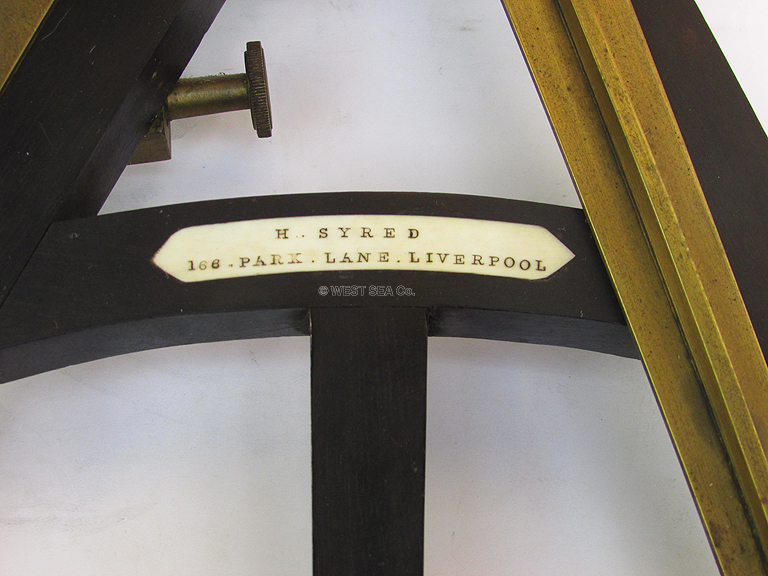 H. SYRED
166. PARK. LANE. LIVERPOOL
© WEST SEA Co.